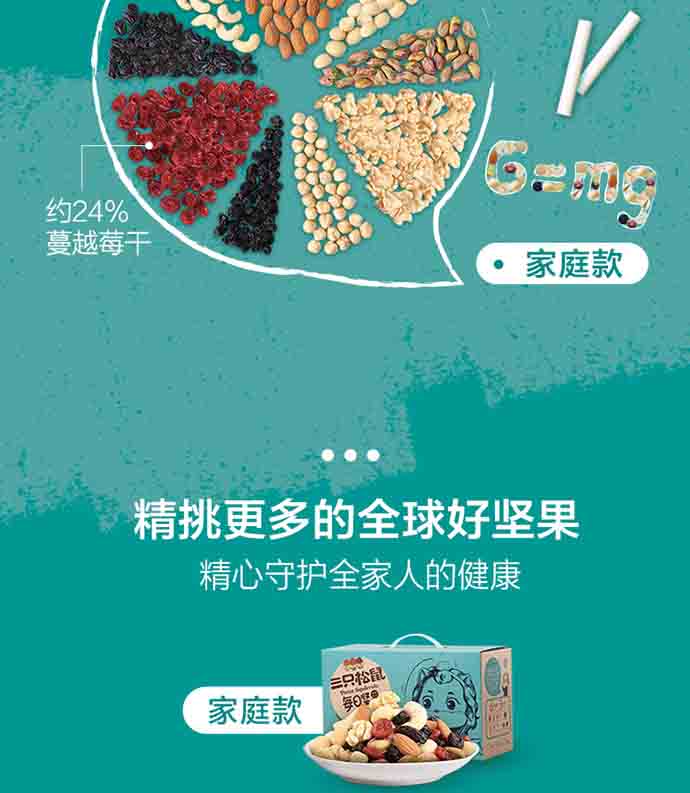 G=mg
约24%
蔓越莓干
家庭款
精挑更多的全球好坚果
精心守护全家人的健康
三只松鼠
Three Squirrels
每日坚果
家庭款